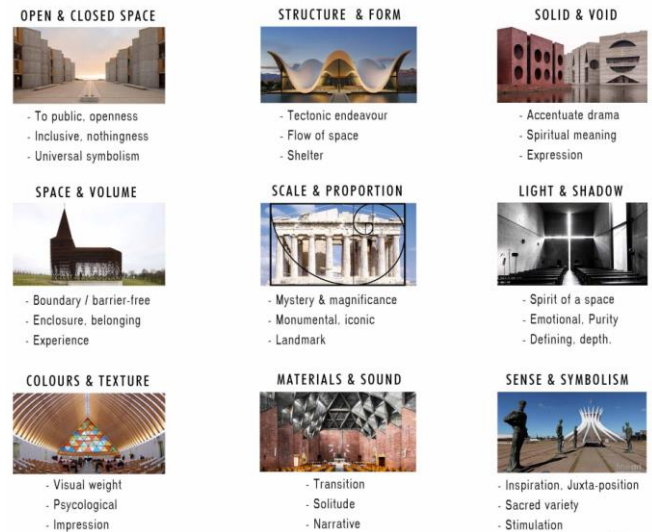 OPEN & CLOSED SPACE
- To public, openness
- Inclusive, nothingness
- Universal symbolism
STRUCTURE & FORM
- Tectonic endeavour
- Flow of space
- Shelter
SOLID & VOID
- Accentuate drama
- Spiritual meaning
- Expression
SPACE & VOLUME
- Boundary / barrier-free
- Enclosure, belonging
- Experience
SCALE & PROPORTION
- Mystery & magnificance
- Monumental, iconic
- Landmark
LIGHT & SHADOW
- Spirit of a space
- Emotional, Purity
- Defining, depth.
COLOURS & TEXTURE
- Visual weight
- Psycological
- Impression
MATERIALS & SOUND
- Transition
- Solitude
- Narrative
SENSE & SYMBOLISM
- Inspiration, Juxta-position
- Sacred variety
- Stimulation